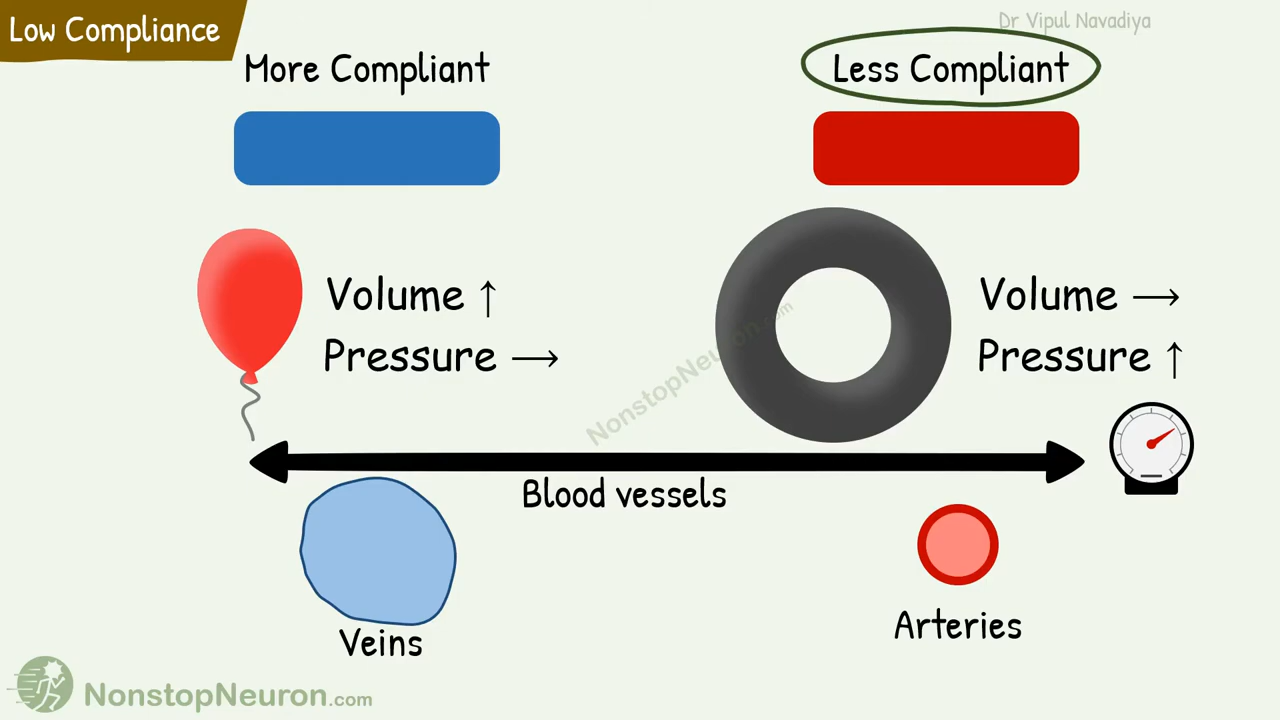 Low Compliance
Dr Vipul Navadiya
More Compliant
Less Compliant
Volume ↑
Pressure →
Volume →
Pressure ↑
NonstopNeuron.com
Blood vessels
Veins
Arteries
NonstopNeuron.com